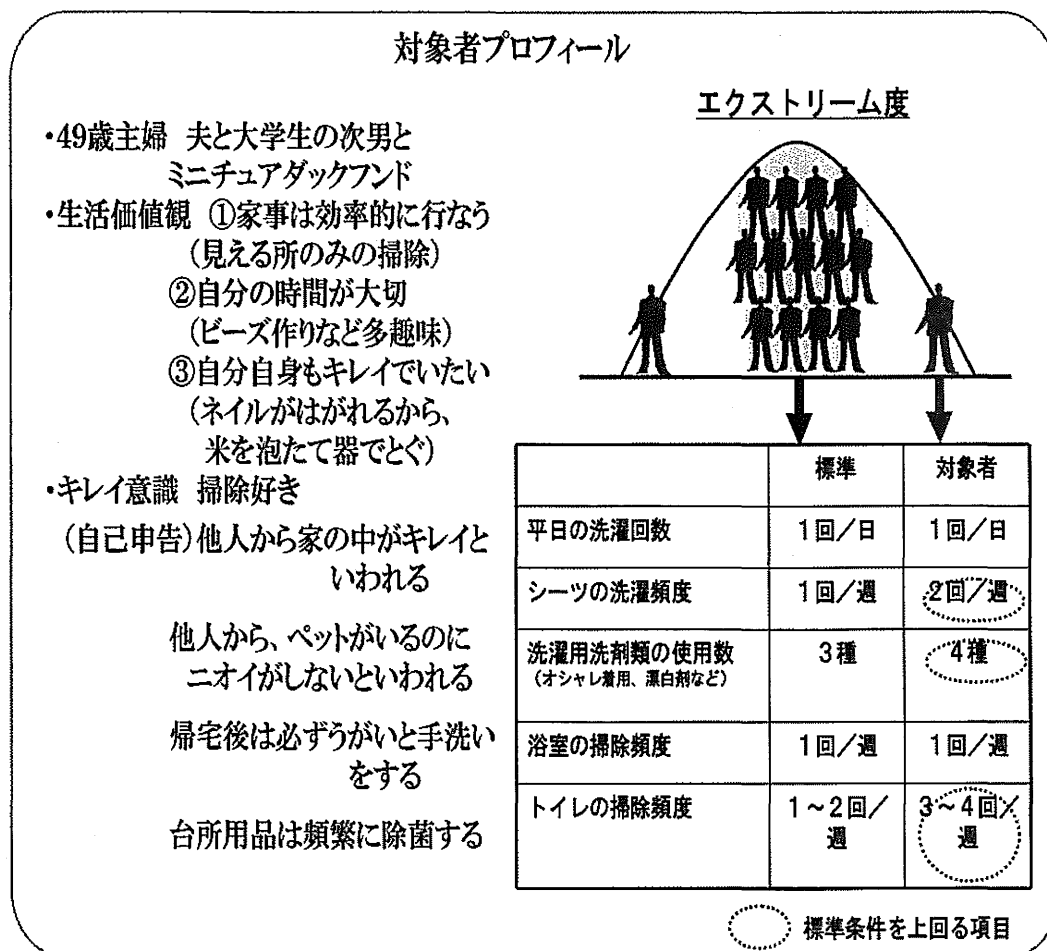 対象者プロフィール
・49歳主婦 夫と大学生の次男と
ミニチュアダックフンド
・生活価値観 ①家事は効率的に行なう
(見える所のみの掃除)
②自分の時間が大切
(ビーズ作りなど多趣味)
③自分自身もキレイでいたい
(ネイルがはがれるから、
米を泡たて器でとぐ)
・キレイ意識 掃除好き
(自己申告)他人から家の中がキレイと
いわれる
他人から、ペットがいるのに
ニオイがしないといわれる
帰宅後は必ずうがいと手洗い
をする
台所用品は頻繁に除菌する
エクストリーム度
標準 対象者
平日の洗濯回数 1回/日 1回/日
シーツの洗濯頻度 1回/週 2回/週
洗濯用洗剤類の使用数 3種 4種
(オシャレ着用、漂白剤など)
浴室の掃除頻度 1回/週 1回/週
トイレの掃除頻度 1~2回/ 3~4回/
週 週
標準条件を上回る項目